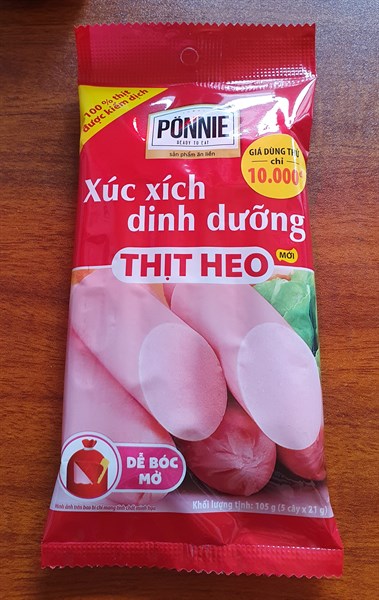 100% thịt
được kiểm dịch
PÖNNIE
READY TO EAT
sản phẩm ăn liền
GIÁ DÙNG THỬ
chỉ
10.000đ
Xúc xích
dinh dưỡng
THỊT HEO
MỚI
DỄ BÓC
MỞ
Khối lượng tịnh: 105 g (5 cây x 21 g)